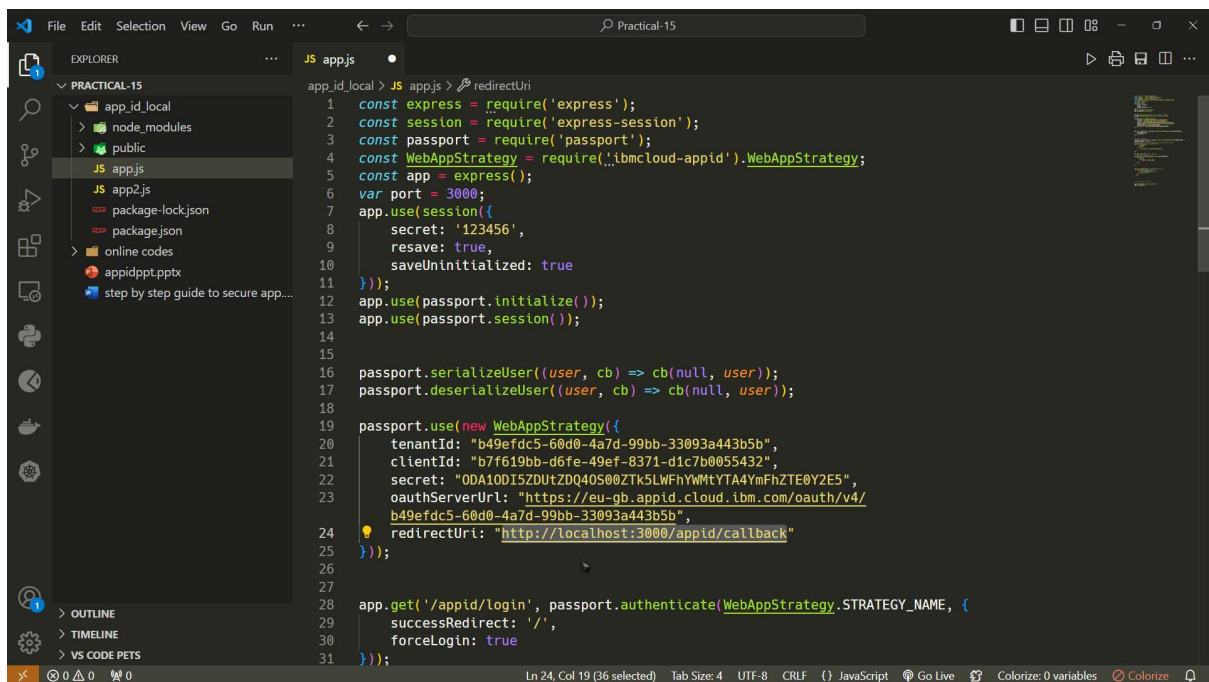 File Edit Selection View Go Run ··· ← → Practical-15
EXPLORER ···
PRACTICAL-15
app_id_local
node_modules
public
JS app.js
JS app2.js
package-lock.json
package.json
online codes
appidppt.pptx
step by step guide to secure app....
OUTLINE
TIMELINE
VS CODE PETS
JS app.js ●
app_id_local > JS app.js > redirectUri
1 const express = require('express');
2 const session = require('express-session');
3 const passport = require('passport');
4 const WebAppStrategy = require('ibmcloud-appid').WebAppStrategy;
5 const app = express();
6 var port = 3000;
7 app.use(session({
8 secret: '123456',
9 resave: true,
10 saveUninitialized: true
11 }));
12 app.use(passport.initialize());
13 app.use(passport.session());
14
15
16 passport.serializeUser((user, cb) => cb(null, user));
17 passport.deserializeUser((user, cb) => cb(null, user));
18
19 passport.use(new WebAppStrategy({
20 tenantId: "b49efdc5-60d0-4a7d-99bb-33093a443b5b",
21 clientId: "b7f619bb-d6fe-49ef-8371-d1c7b0055432",
22 secret: "ODA1ODI5ZDUtZDQ4OS00ZTk5LWFhYWMtYTA4YmFhZTE0Y2E5",
23 oauthServerUrl: "https://eu-gb.appid.cloud.ibm.com/oauth/v4/
b49efdc5-60d0-4a7d-99bb-33093a443b5b",
24 redirectUri: "http://localhost:3000/appid/callback"
25 }));
26
27
28 app.get('/appid/login', passport.authenticate(WebAppStrategy.STRATEGY_NAME, {
29 successRedirect: '/',
30 forceLogin: true
31 }));
0 0 0 Ln 24, Col 19 (36 selected) Tab Size: 4 UTF-8 CRLF {} JavaScript Go Live Colorize: 0 variables Colorize